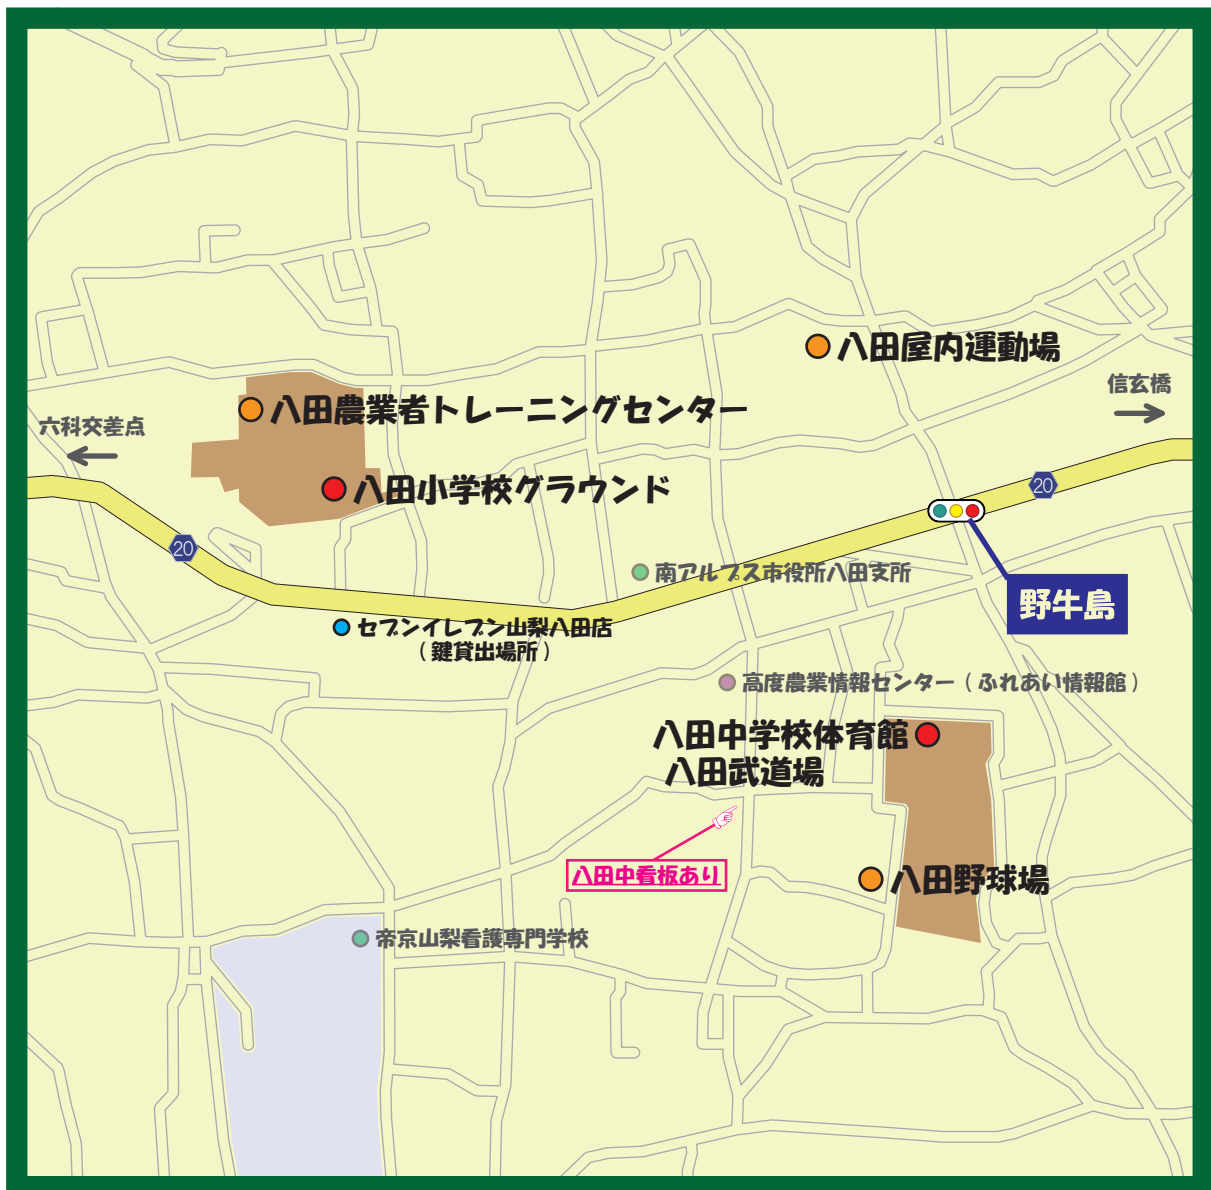 八田屋内運動場
信玄橋
八田農業者トレーニングセンター
六科交差点
八田小学校グラウンド
20
20
南アルプス市役所八田支所
野牛島
セブンイレブン山梨八田店
(鍵貸出場所)
高度農業情報センター(ふれあい情報館)
八田中学校体育館
八田武道場
八田中看板あり
八田野球場
帝京山梨看護専門学校